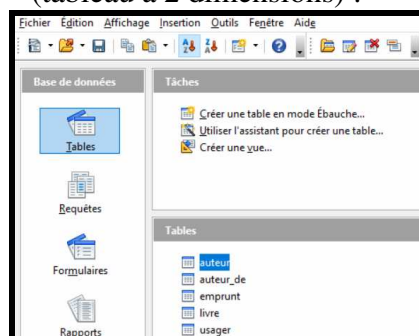 (tableau à 2 dimensions) :
Fichier Édition Affichage Insertion Outils Fenêtre Aide
Base de données
Tables
Requêtes
Formulaires
Rapports
Tâches
Créer une table en mode Ébauche...
Utiliser l'assistant pour créer une table...
Créer une vue...
Tables
auteur
auteur_de
emprunt
livre
usager